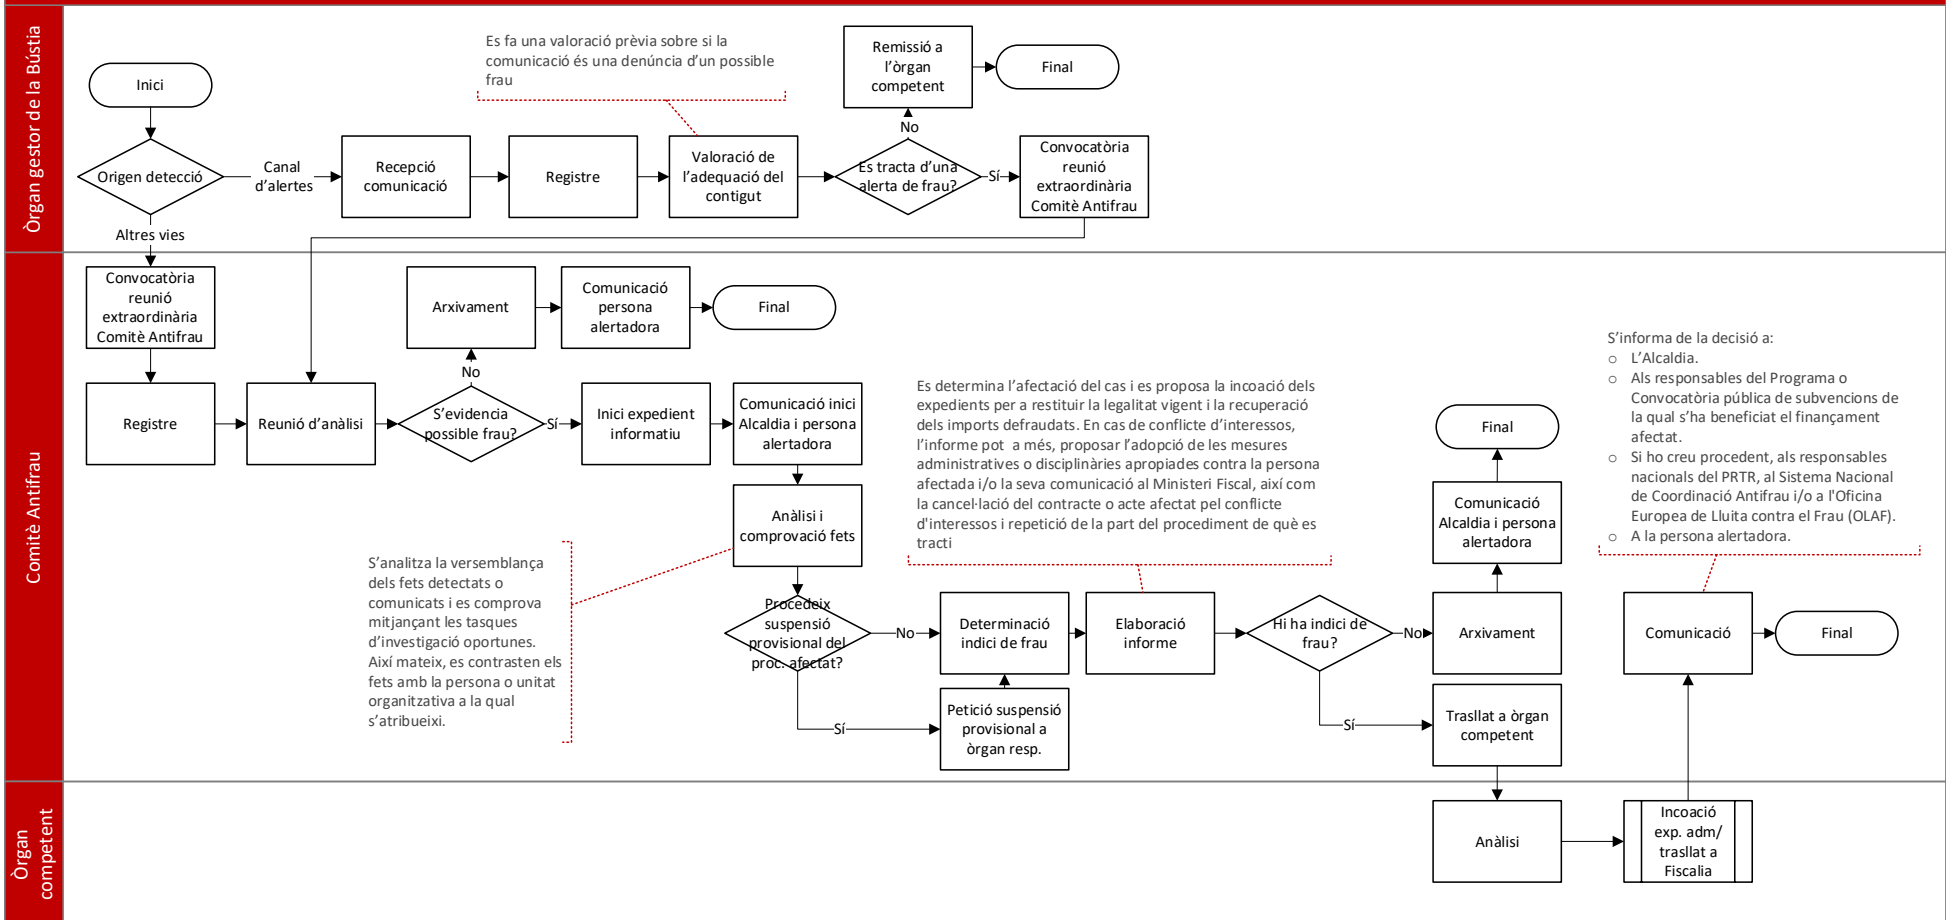 Òrgan gestor de la Bústia
Inici
Es fa una valoració prèvia sobre si la
comunicació és una denúncia d’un possible
frau
Remissió a
l’òrgan
competent
Final
Origen detecció
Canal
d’alertes
Recepció
comunicació
Registre
Valoració de
l’adequació del
contigut
Es tracta d’una
alerta de frau?
No
Sí
Convocatòria
reunió
extraordinària
Comitè Antifrau
Altres vies
Comitè Antifrau
Convocatòria
reunió
extraordinària
Comitè Antifrau
Arxivament
Comunicació
persona
alertadora
Final
Registre
Reunió d’anàlisi
No
S’evidencia
possible frau?
Sí
Inici expedient
informatiu
Comunicació inici
Alcaldia i persona
alertadora
Anàlisi i
comprovació fets
S’analitza la versemblança
dels fets detectats o
comunicats i es comprova
mitjançant les tasques
d’investigació oportunes.
Així mateix, es contrasten els
fets amb la persona o unitat
organitzativa a la qual
s’atribueixi.
Es determina l’afectació del cas i es proposa la incoació dels
expedients per a restituir la legalitat vigent i la recuperació
dels imports defraudats. En cas de conflicte d’interessos,
l’informe pot  a més, proposar l’adopció de les mesures
administratives o disciplinàries apropiades contra la persona
afectada i/o la seva comunicació al Ministeri Fiscal, així com
la cancel·lació del contracte o acte afectat pel conflicte
d'interessos i repetició de la part del procediment de què es
tracti
Procedeix
suspensió
provisional del
proc. afectat?
No
Sí
Determinació
indici de frau
Petició suspensió
provisional a
òrgan resp.
Elaboració
informe
Hi ha indici de
frau?
No
Sí
Final
Comunicació
Alcaldia i persona
alertadora
Arxivament
Trasllat a òrgan
competent
S’informa de la decisió a:
o L’Alcaldia.
o Als responsables del Programa o
Convocatòria pública de subvencions de
la qual s’ha beneficiat el finançament
afectat.
o Si ho creu procedent, als responsables
nacionals del PRTR, al Sistema Nacional
de Coordinació Antifrau i/o a l'Oficina
Europea de Lluita contra el Frau (OLAF).
o A la persona alertadora.
Comunicació
Final
Òrgan
competent
Anàlisi
Incoació
exp. adm/
trasllat a
Fiscalia